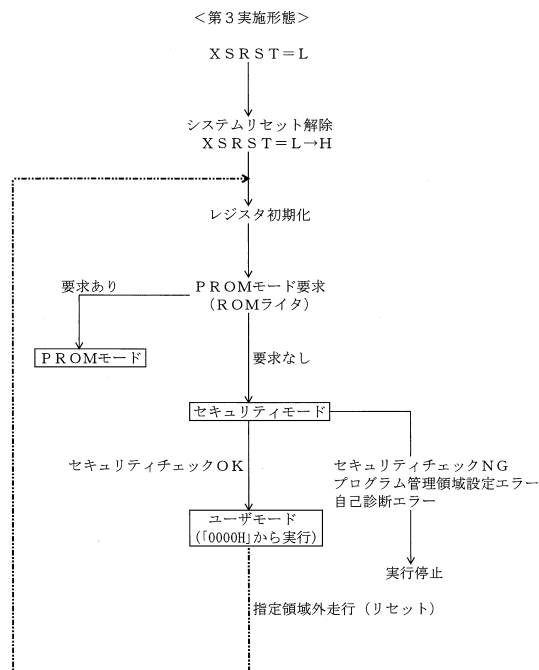 ＜第３実施形態＞
ＸＳＲＳＴ＝Ｌ
システムリセット解除
ＸＳＲＳＴ＝Ｌ→Ｈ
レジスタ初期化
要求あり
ＰＲＯＭモード要求
（ＲＯＭライタ）
ＰＲＯＭモード
要求なし
セキュリティモード
セキュリティチェックＯＫ
セキュリティチェックＮＧ
プログラム管理領域設定エラー
自己診断エラー
ユーザモード
(｢0000H｣から実行)
実行停止
指定領域外走行（リセット）